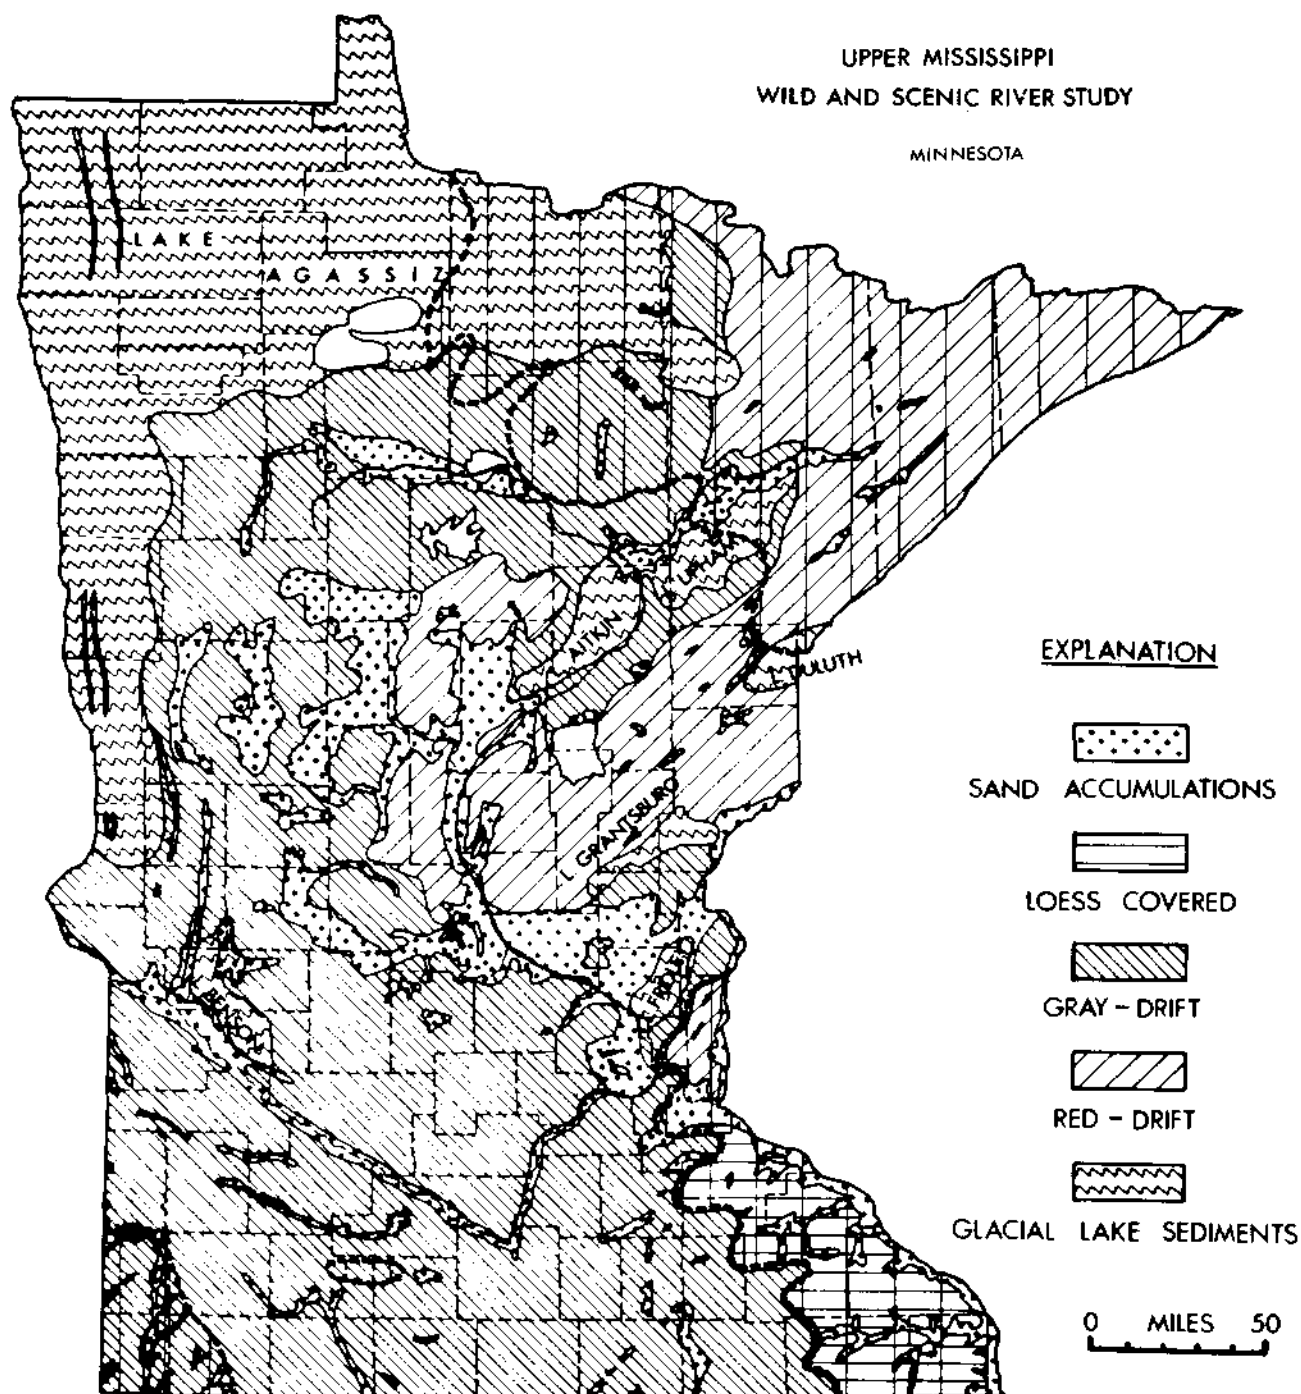 UPPER MISSISSIPPI
WILD AND SCENIC RIVER STUDY
MINNESOTA
LAKE
AGASSIZ
AITKIN
L. DULUTH
L. GRANTSBURG
EXPLANATION
SAND ACCUMULATIONS
LOESS COVERED
GRAY - DRIFT
RED - DRIFT
GLACIAL LAKE SEDIMENTS
0 MILES 50